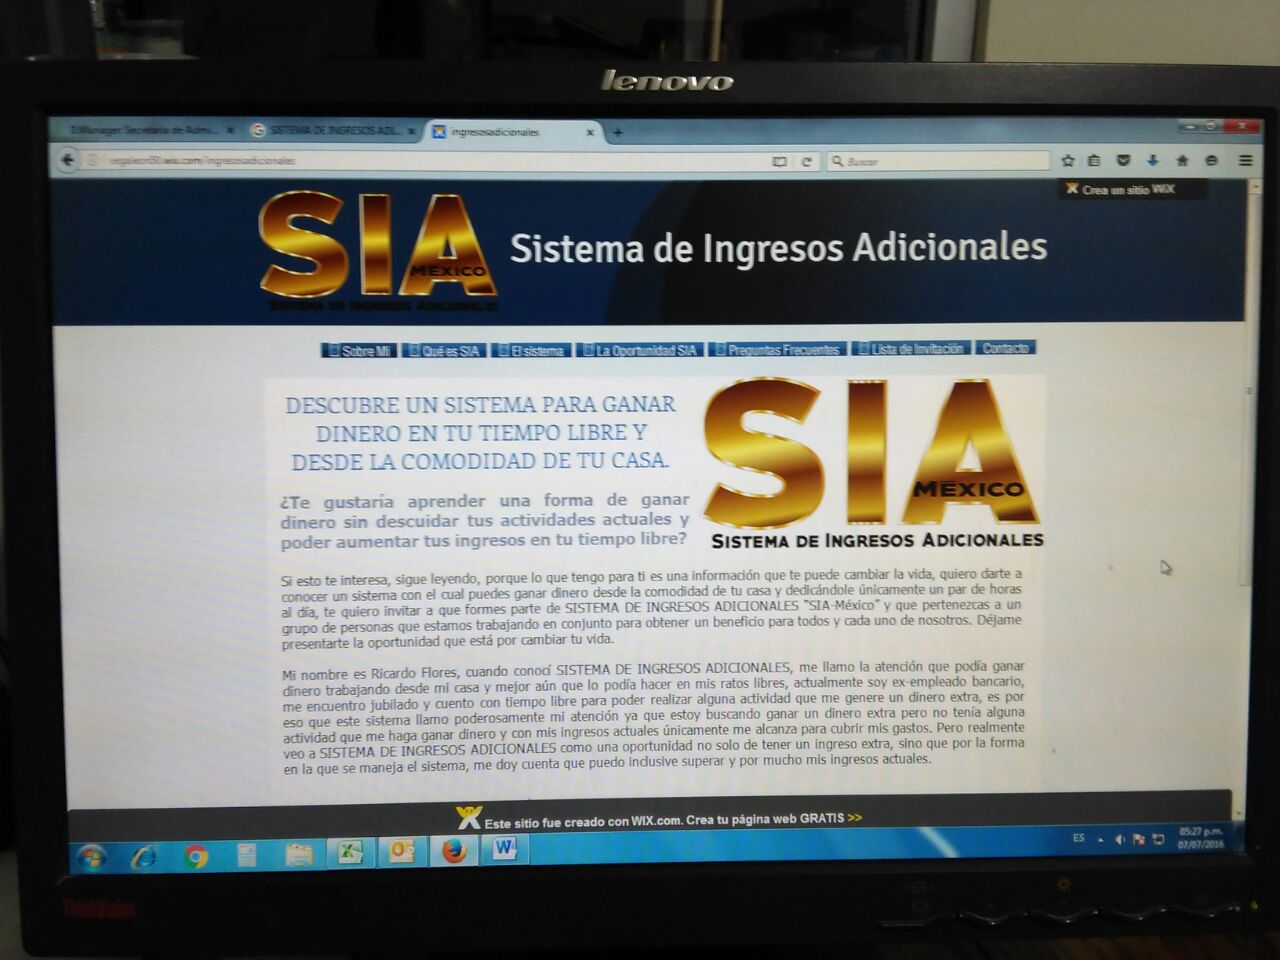 lenovo
SISTEMA DE INGRESOS ADI...
ingresosadicionales
Buscar
Crea un sitio WiX
SIA
MÉXICO
SISTEMA DE INGRESOS ADICIONALES
Sistema de Ingresos Adicionales
Sobre Mi
Qué es SIA
El sistema
La Oportunidad SIA
Preguntas Frecuentes
Lista de Invitación
Contacto
DESCUBRE UN SISTEMA PARA GANAR
DINERO EN TU TIEMPO LIBRE Y
DESDE LA COMODIDAD DE TU CASA.
¿Te gustaría aprender una forma de ganar
dinero sin descuidar tus actividades actuales y
poder aumentar tus ingresos en tu tiempo libre?
SIA
MÉXICO
SISTEMA DE INGRESOS ADICIONALES
Si esto te interesa, sigue leyendo, porque lo que tengo para ti es una información que te puede cambiar la vida, quiero darte a
conocer un sistema con el cual puedes ganar dinero desde la comodidad de tu casa y dedicándole únicamente un par de horas
al día, te quiero invitar a que formes parte de SISTEMA DE INGRESOS ADICIONALES "SIA-México" y que pertenezcas a un
grupo de personas que estamos trabajando en conjunto para obtener un beneficio para todos y cada uno de nosotros. Déjame
presentarte la oportunidad que está por cambiar tu vida.
Mi nombre es Ricardo Flores, cuando conocí SISTEMA DE INGRESOS ADICIONALES, me llamo la atención que podía ganar
dinero trabajando desde mi casa y mejor aún que lo podía hacer en mis ratos libres, actualmente soy ex-empleado bancario,
me encuentro jubilado y cuento con tiempo libre para poder realizar alguna actividad que me genere un dinero extra, es por
eso que este sistema llamo poderosamente mi atención ya que estoy buscando ganar un dinero extra pero no tenía alguna
actividad que me haga ganar dinero y con mis ingresos actuales únicamente me alcanza para cubrir mis gastos. Pero realmente
veo a SISTEMA DE INGRESOS ADICIONALES como una oportunidad no solo de tener un ingreso extra, sino que por la forma
en la que se maneja el sistema, me doy cuenta que puedo inclusive superar y por mucho mis ingresos actuales.
Este sitio fue creado con WIX.com. Crea tu página web GRATIS >>
ES
05:27 p.m.
07/07/2016
ThinkVision